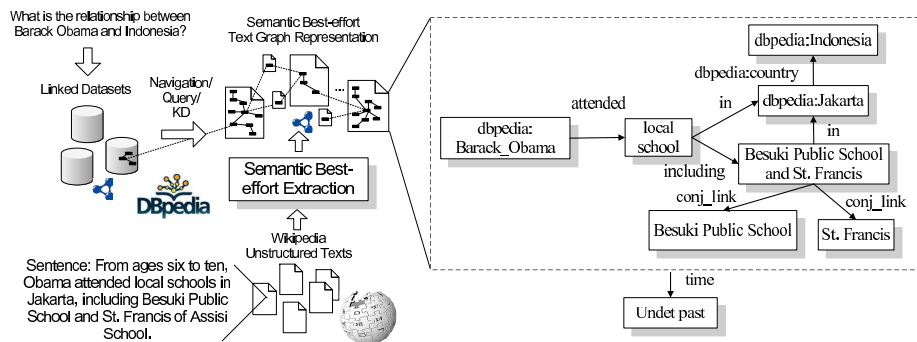 What is the relationship between
Barack Obama and Indonesia?
Linked Datasets
Navigation/
Query/
KD
Semantic Best-effort
Text Graph Representation
...
DBpedia
Semantic Best-
effort Extraction
Wikipedia
Unstructured Texts
Sentence: From ages six to ten,
Obama attended local schools in
Jakarta, including Besuki Public
School and St. Francis of Assisi
School.
dbpedia:Indonesia
dbpedia:country
dbpedia:Jakarta
attended
in
dbpedia:
Barack_Obama
local
school
in
including
Besuki Public School
and St. Francis
conj_link
conj_link
Besuki Public School
St. Francis
time
Undet past